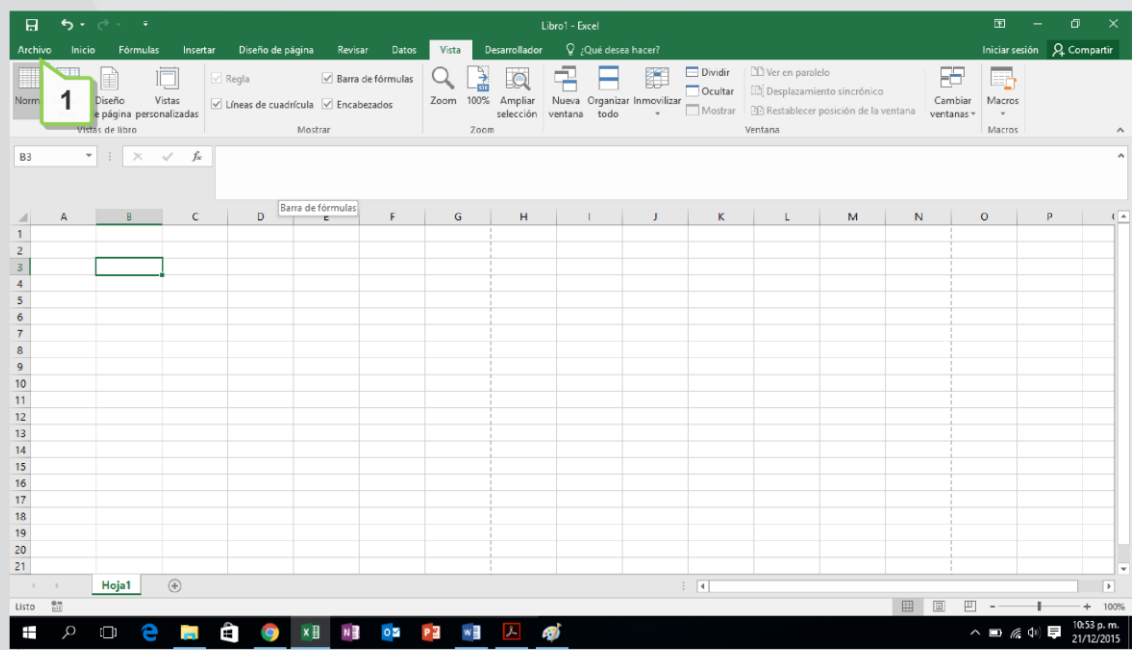 Libro1 - Excel
Archivo Inicio Fórmulas Insertar Diseño de página Revisar Datos Vista Desarrollador ¿Qué desea hacer? Iniciar sesión Compartir
Regla Barra de fórmulas
Líneas de cuadrícula Encabezados
Norm 1 Diseño e página Vistas personalizadas
Zoom 100% Ampliar selección Nueva ventana Organizar todo Inmovilizar
Dividir Ver en paralelo
Ocultar Desplazamiento sincrónico
Mostrar Restablecer posición de la ventana
Cambiar ventanas Macros
Vistas de libro Mostrar Zoom Ventana Macros
B3 fx
Barra de fórmulas
A B C D E F G H I J K L M N O P
1
2
3
4
5
6
7
8
9
10
11
12
13
14
15
16
17
18
19
20
21
Hoja1
Listo 100%
10:53 p. m.
21/12/2015